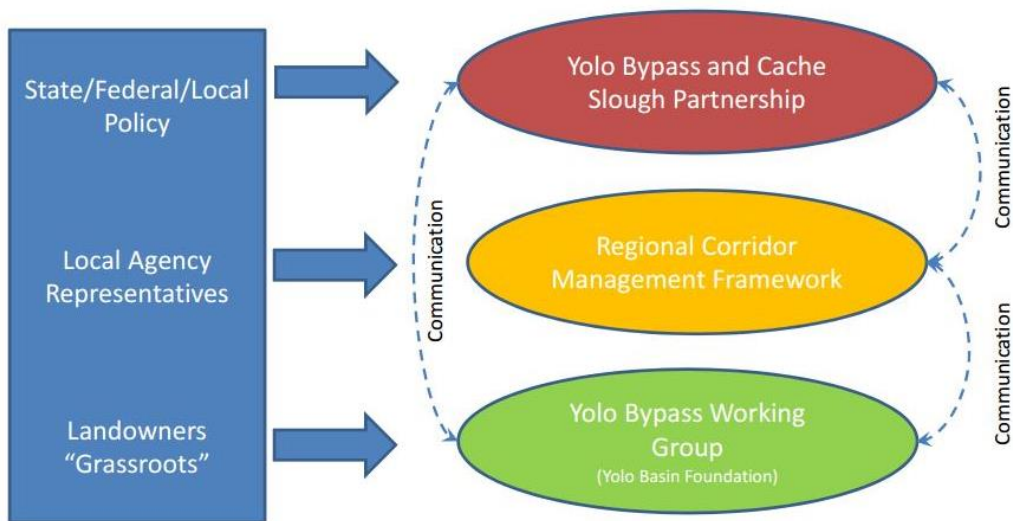 State/Federal/Local
Policy
Yolo Bypass and Cache
Slough Partnership
Communication
Local Agency
Representatives
Communication
Regional Corridor
Management Framework
Communication
Landowners
“Grassroots”
Yolo Bypass Working
Group
(Yolo Basin Foundation)